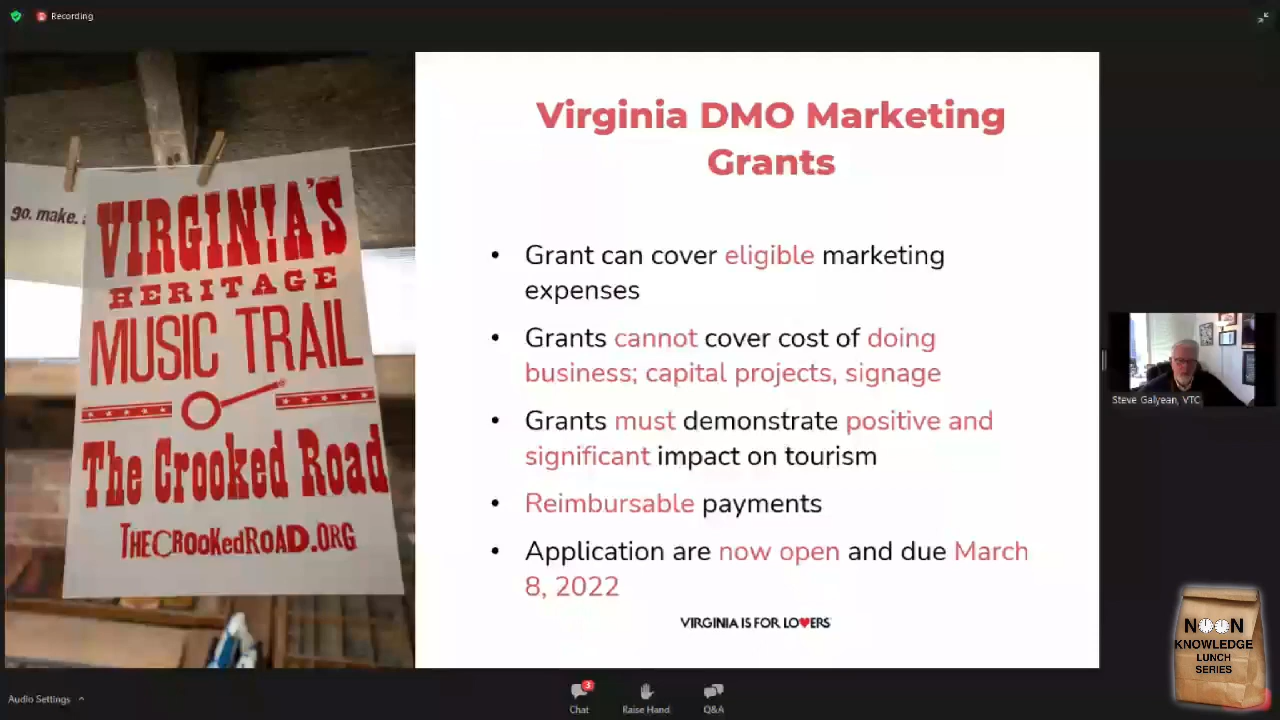 Recording
go. make.
VIRGINIA'S
HERITAGE
MUSIC TRAIL
The Crooked Road
THECROOKEDROAD.ORG
Virginia DMO Marketing
Grants
• Grant can cover eligible marketing
expenses
• Grants cannot cover cost of doing
business; capital projects, signage
• Grants must demonstrate positive and
significant impact on tourism
• Reimbursable payments
• Application are now open and due March
8, 2022
VIRGINIA IS FOR LO♥ERS
Steve Galyean, VTC
NOON
KNOWLEDGE
LUNCH
SERIES
Audio Settings
3
Chat
Raise Hand
Q&A